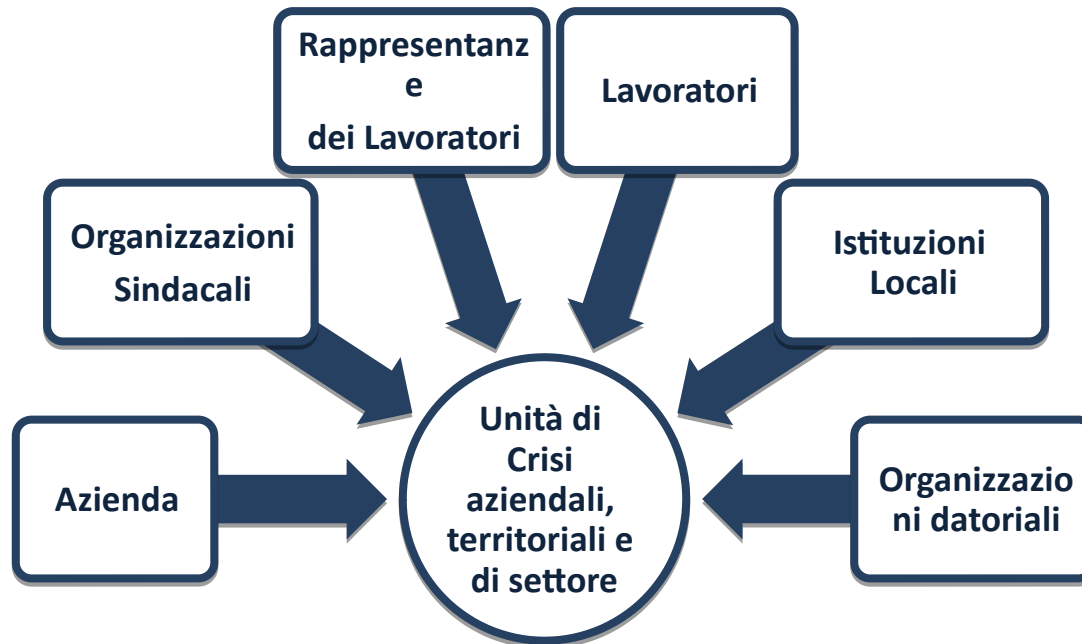 Rappresentanz
e
dei Lavoratori
Lavoratori
Organizzazioni
Sindacali
Istituzioni
Locali
Azienda
Unità di
Crisi
aziendali,
territoriali e
di settore
Organizzazio
ni datoriali